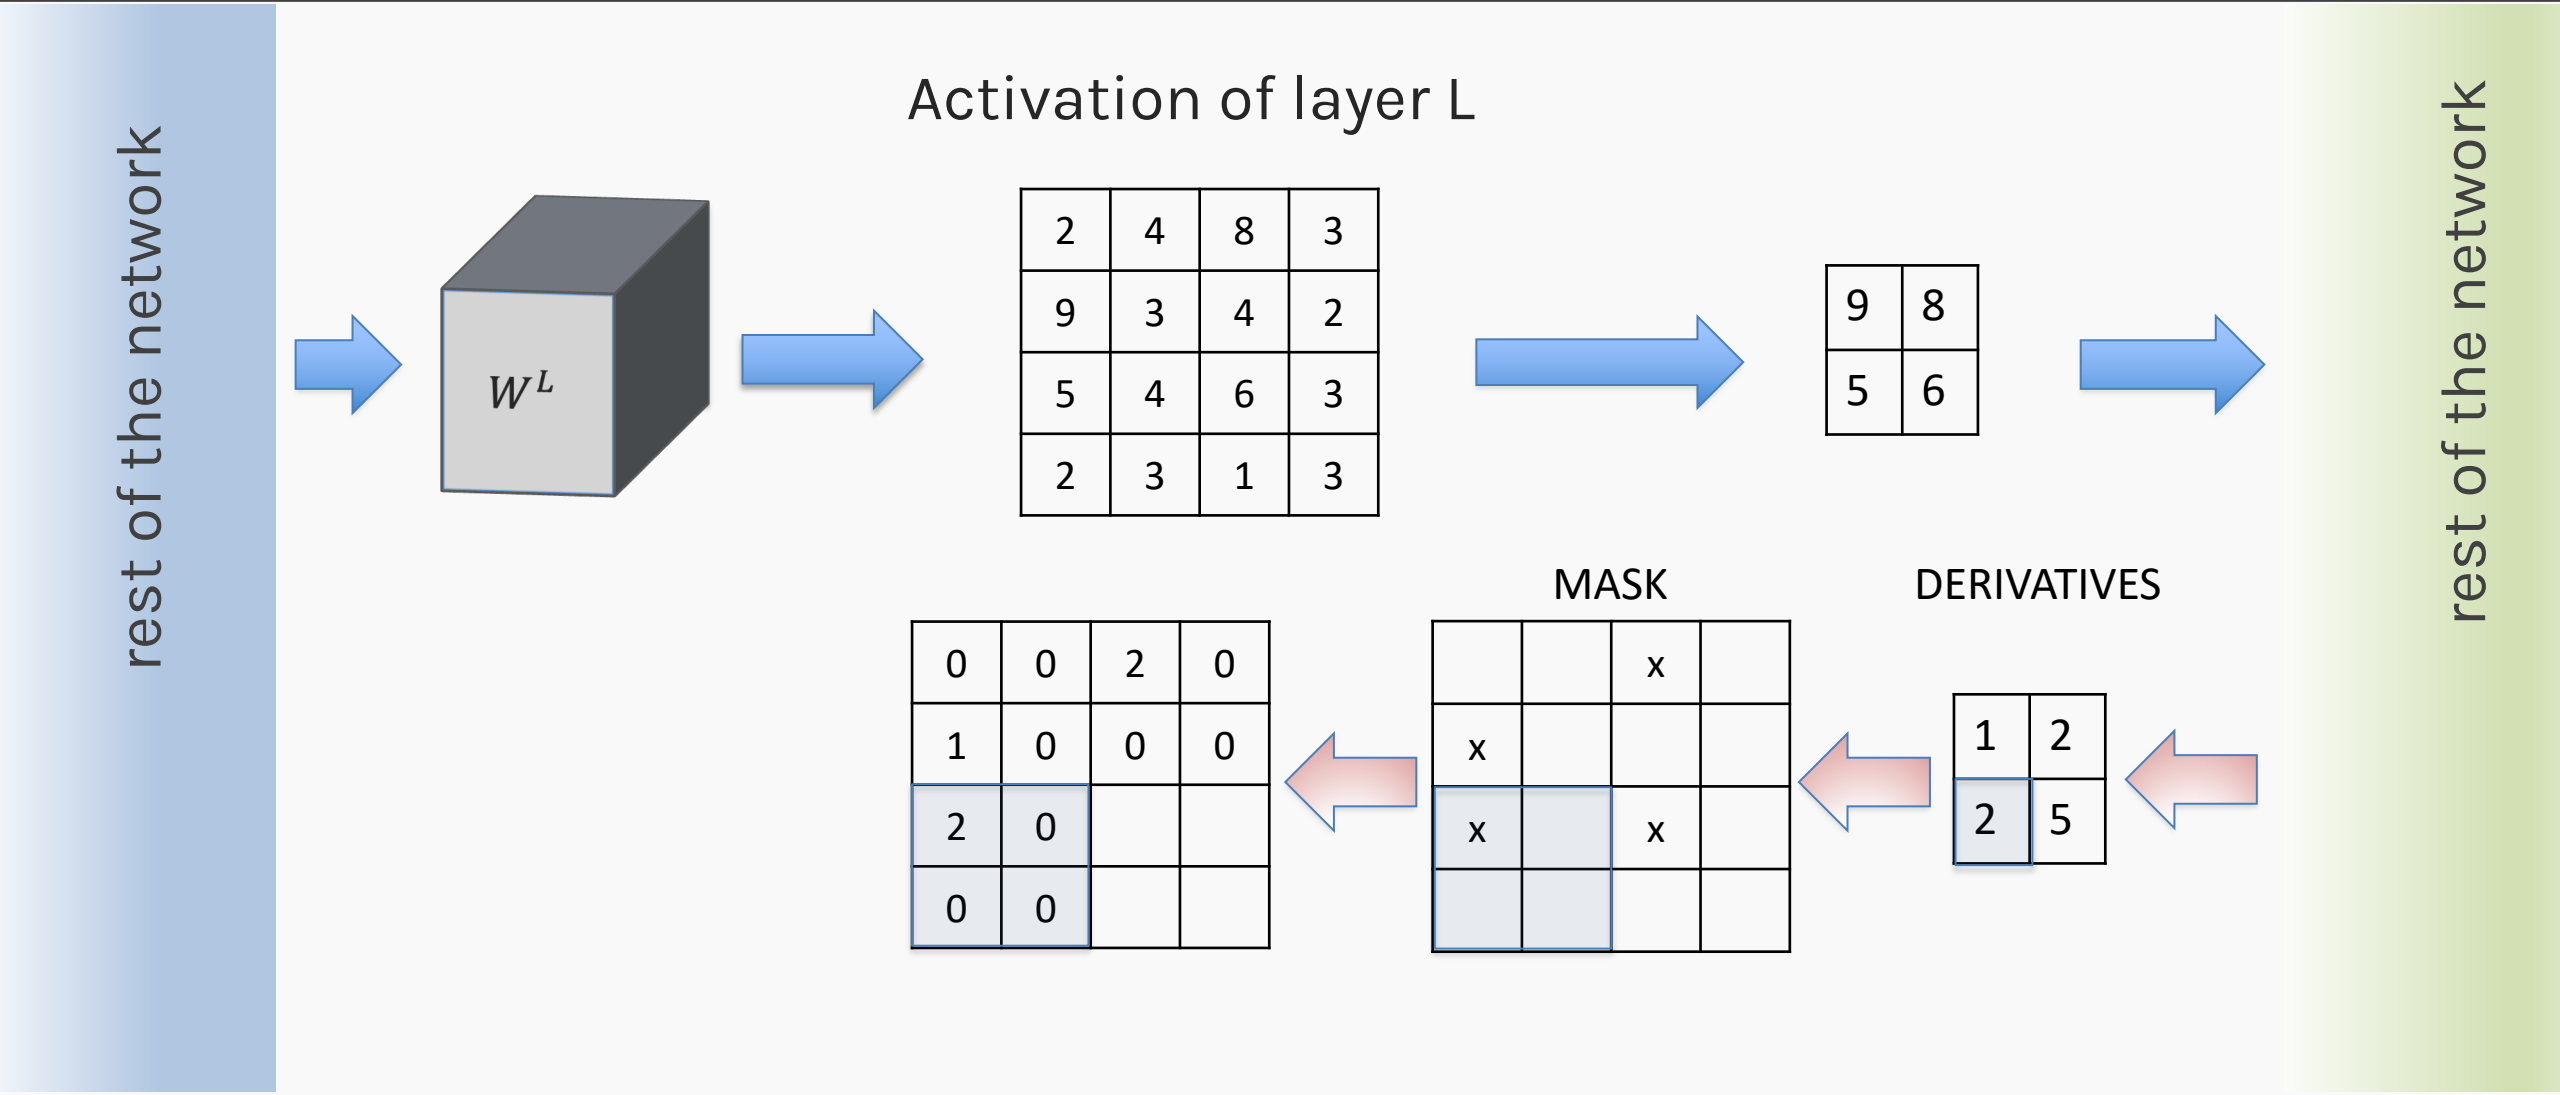 rest of the network
Activation of layer L
W^L
2 4 8 3
9 3 4 2
5 4 6 3
2 3 1 3
9 8
5 6
rest of the network
MASK
DERIVATIVES
0 0 2 0
1 0 0 0
2 0
0 0
x
x
x x
1 2
2 5